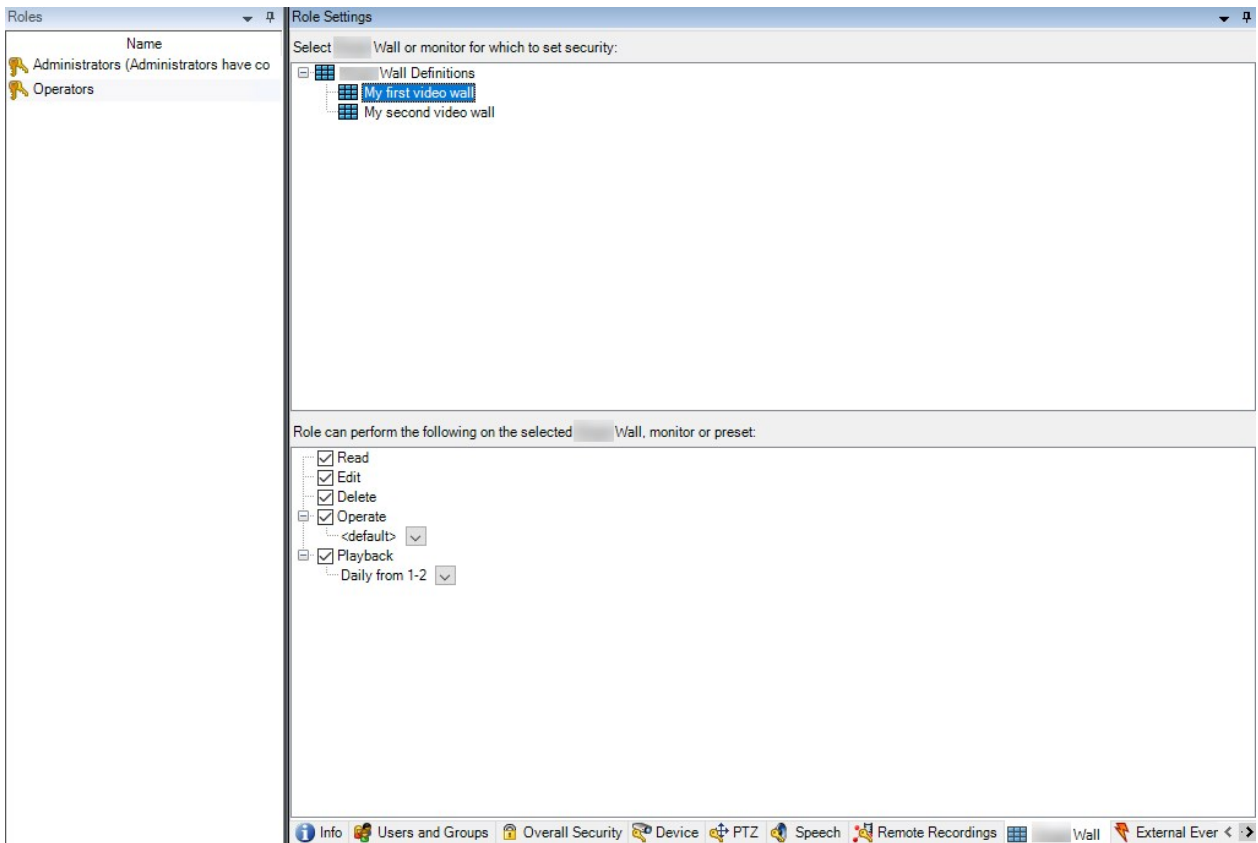 Roles
Name
Administrators (Administrators have co
Operators
Role Settings
Select Wall or monitor for which to set security:
Wall Definitions
My first video wall
My second video wall
Role can perform the following on the selected Wall, monitor or preset:
Read
Edit
Delete
Operate
<default>
Playback
Daily from 1-2
Info Users and Groups Overall Security Device PTZ Speech Remote Recordings Wall External Ever